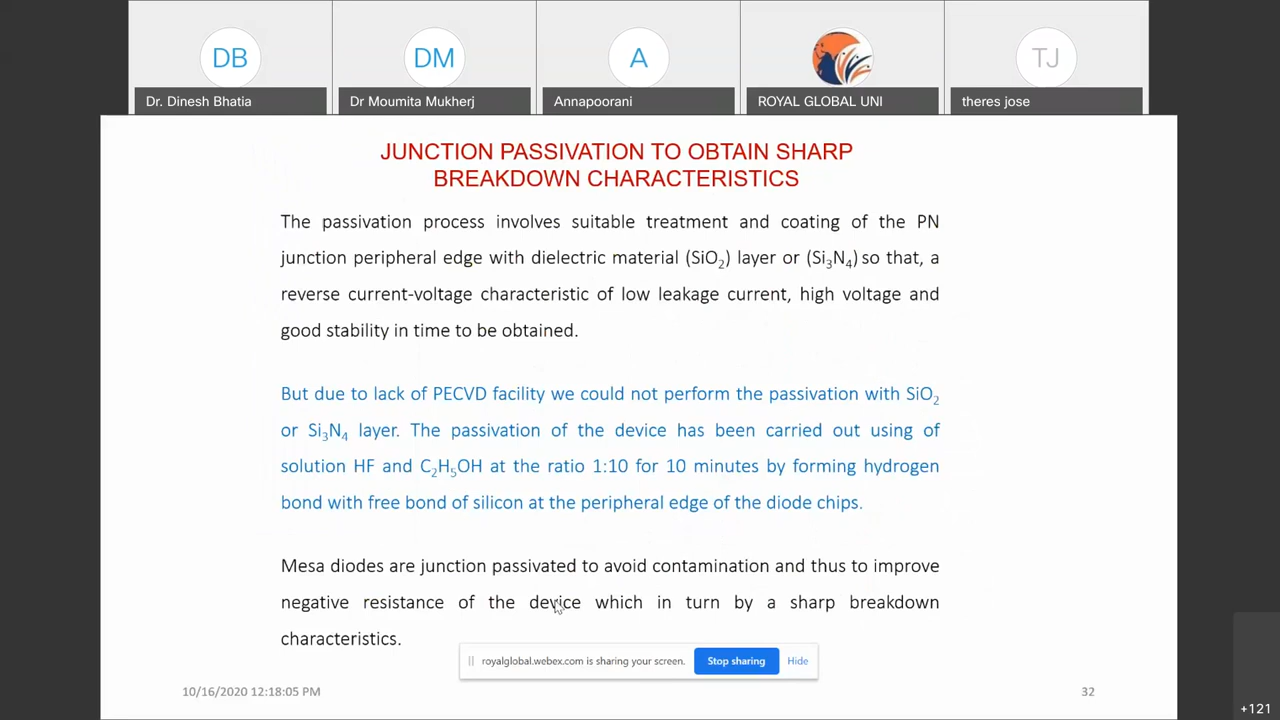 DB
DM
A
TJ
Dr. Dinesh Bhatia
Dr Moumita Mukherj
Annapoorani
ROYAL GLOBAL UNI
theres jose
JUNCTION PASSIVATION TO OBTAIN SHARP
BREAKDOWN CHARACTERISTICS
The passivation process involves suitable treatment and coating of the PN
junction peripheral edge with dielectric material (SiO₂) layer or (Si₃N₄) so that, a
reverse current-voltage characteristic of low leakage current, high voltage and
good stability in time to be obtained.
But due to lack of PECVD facility we could not perform the passivation with SiO₂
or Si₃N₄ layer. The passivation of the device has been carried out using of
solution HF and C₂H₅OH at the ratio 1:10 for 10 minutes by forming hydrogen
bond with free bond of silicon at the peripheral edge of the diode chips.
Mesa diodes are junction passivated to avoid contamination and thus to improve
negative resistance of the device which in turn by a sharp breakdown
characteristics.
royalglobal.webex.com is sharing your screen.
Stop sharing
Hide
10/16/2020 12:18:05 PM
32
+121